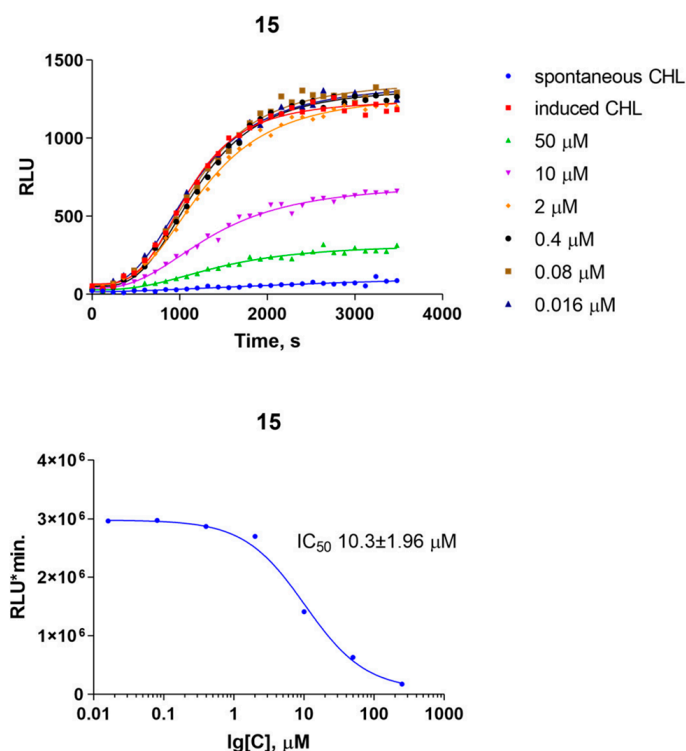 15
1500
1000
500
0
RLU
0 1000 2000 3000 4000
Time, s
spontaneous CHL
induced CHL
50 μM
10 μM
2 μM
0.4 μM
0.08 μM
0.016 μM
15
4×10⁶
3×10⁶
2×10⁶
1×10⁶
0
RLU*min.
IC₅₀ 10.3±1.96 μM
0.01 0.1 1 10 100 1000
lg[C], μM